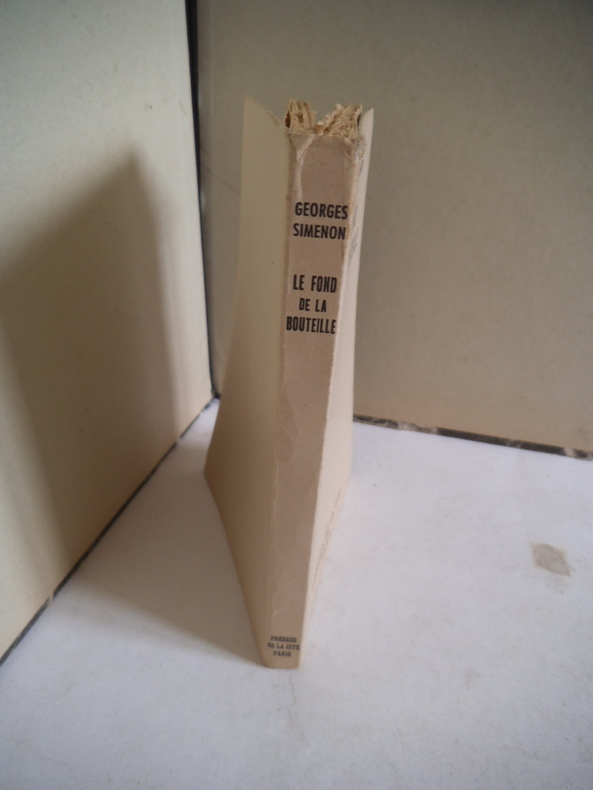 GEORGES
SIMENON
LE FOND
DE LA
BOUTEILLE
PRESSES
DE LA CITÉ
PARIS